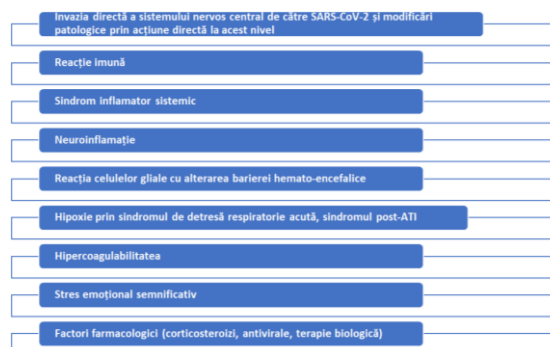 Invazia directă a sistemului nervos central de către SARS-CoV-2 și modificări
patologice prin acțiune directă la acest nivel
Reacție imună
Sindrom inflamator sistemic
Neuroinflamație
Reacția celulelor gliale cu alterarea barierei hemato-encefalice
Hipoxie prin sindromul de detresă respiratorie acută, sindromul post-ATI
Hipercoagulabilitatea
Stres emoțional semnificativ
Factori farmacologici (corticosteroizi, antivirale, terapie biologică)